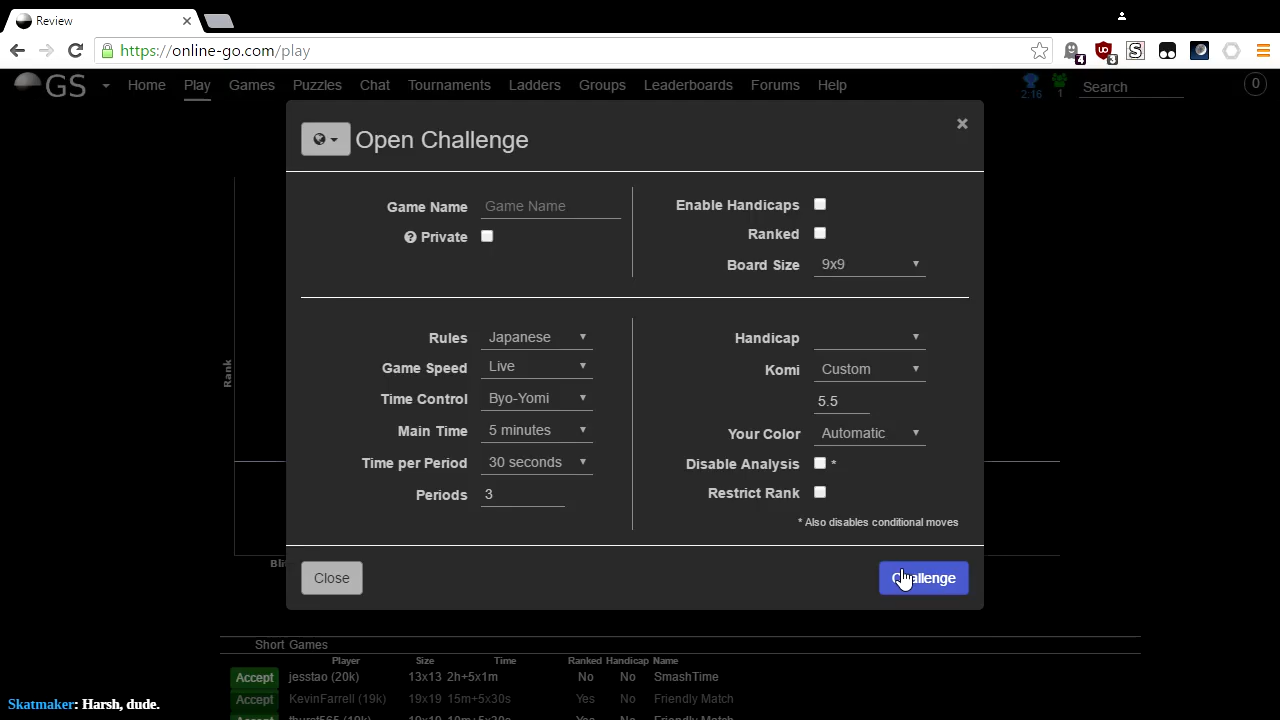 Review
https://online-go.com/play
4
3
GS Home Play Games Puzzles Chat Tournaments Ladders Groups Leaderboards Forums Help 2.16 1 Search 0
Open Challenge
Game Name Game Name
Private
Enable Handicaps
Ranked
Board Size 9x9
Rules Japanese
Game Speed Live
Time Control Byo-Yomi
Main Time 5 minutes
Time per Period 30 seconds
Periods 3
Handicap
Komi Custom
5.5
Your Color Automatic
Disable Analysis *
Restrict Rank
* Also disables conditional moves
Rank
Close Challenge
Short Games
Player Size Time Ranked Handicap Name
Accept jesstao (20k) 13x13 2h+5x1m No No SmashTime
Accept KevinFarrell (19k) 19x19 15m+5x30s Yes No Friendly Match
Skatmaker: Harsh, dude.